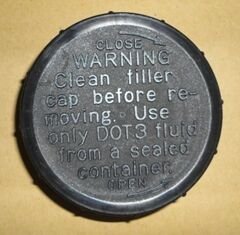 CLOSE
WARNING
Clean filler
cap before re-
moving. Use
only DOT3 fluid
from a sealed
container.
OPEN